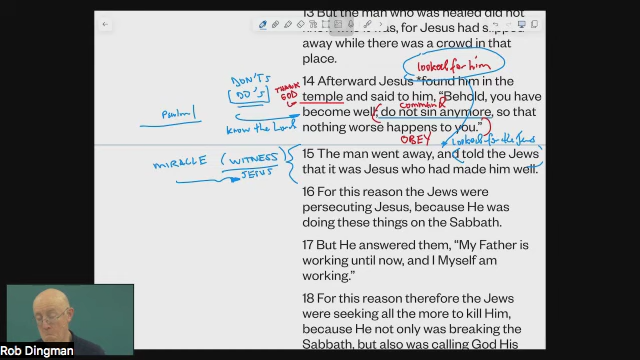 13 But the man who was healed did not
for Jesus had slipped
away while there was a crowd in that
place.
looked for him
14 Afterward Jesus *found him in the
temple and said to him, “Behold, you have
become well; do not sin anymore, so that
nothing worse happens to you.”
DON'TS
DO'S
THANK
GOD
Psalm 1
know the Lord
command
OBEY
looked for the Jews
15 The man went away, and told the Jews
that it was Jesus who had made him well.
MIRACLE (WITNESS
JESUS
16 For this reason the Jews were
persecuting Jesus, because He was
doing these things on the Sabbath.
17 But He answered them, “My Father is
working until now, and I Myself am
working.”
18 For this reason therefore the Jews
were seeking all the more to kill Him,
because He not only was breaking the
Sabbath, but also was calling God His
Rob Dingman